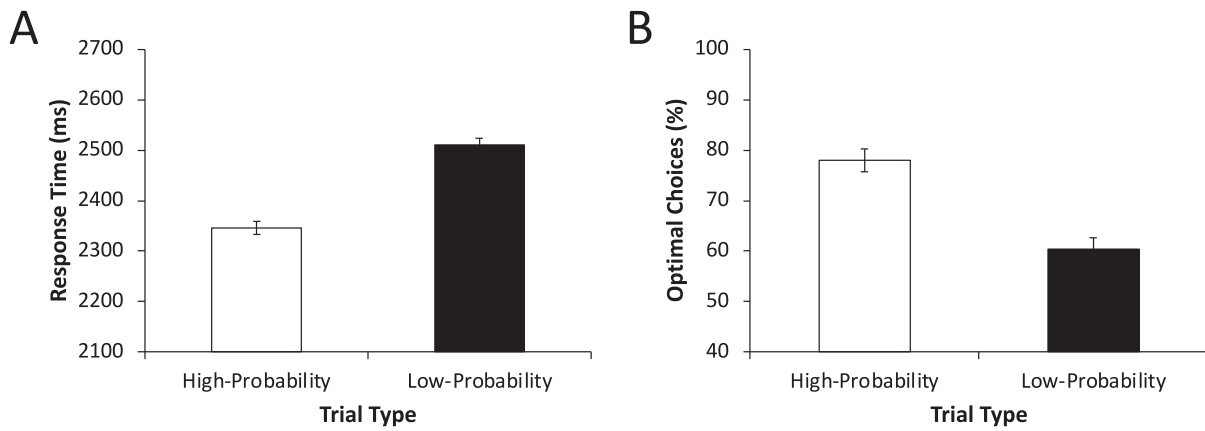 A
Response Time (ms)
2700
2600
2500
2400
2300
2200
2100
High-Probability
Low-Probability
Trial Type
B
Optimal Choices (%)
100
90
80
70
60
50
40
High-Probability
Low-Probability
Trial Type